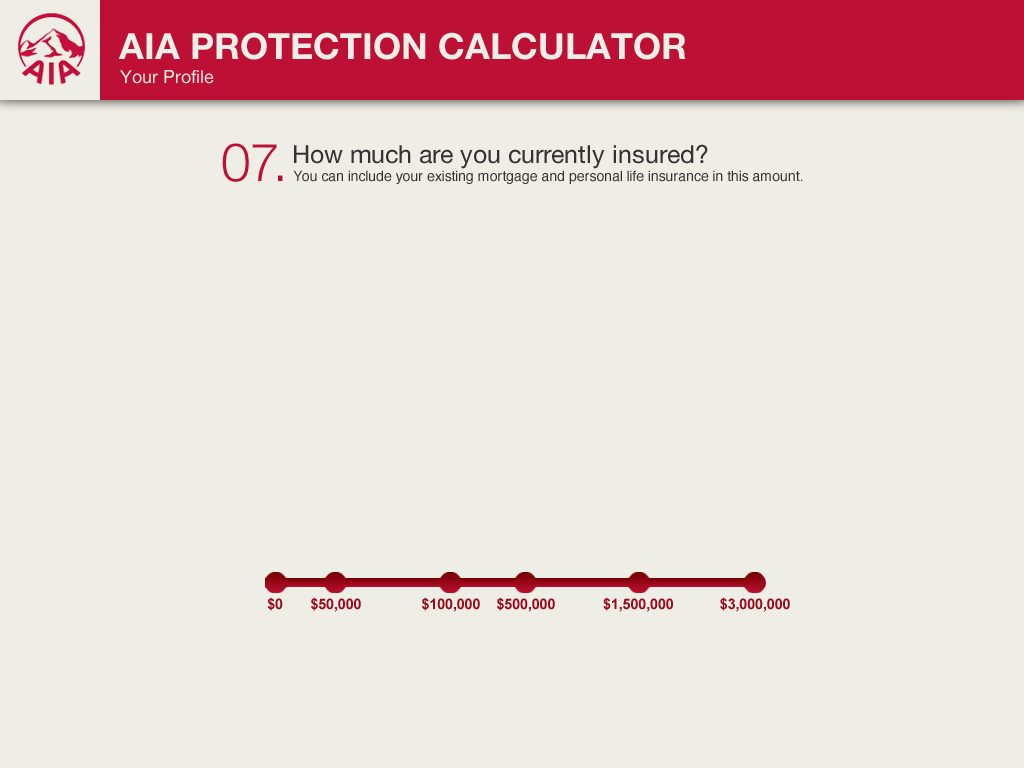 AIA
AIA PROTECTION CALCULATOR
Your Profile
07. How much are you currently insured?
You can include your existing mortgage and personal life insurance in this amount.
$0 $50,000 $100,000 $500,000 $1,500,000 $3,000,000